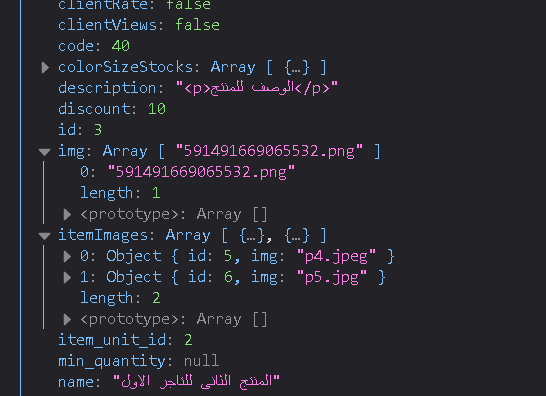 clientRate: false
clientViews: false
code: 40
colorSizeStocks: Array [ {…} ]
description: "<p>الوصف للمنتج</p>"
discount: 10
id: 3
img: Array [ "591491669065532.png" ]
0: "591491669065532.png"
length: 1
<prototype>: Array []
itemImages: Array [ {…}, {…} ]
0: Object { id: 5, img: "p4.jpeg" }
1: Object { id: 6, img: "p5.jpg" }
length: 2
<prototype>: Array []
item_unit_id: 2
min_quantity: null
name: "المنتج الثانى للتاجر الاول"